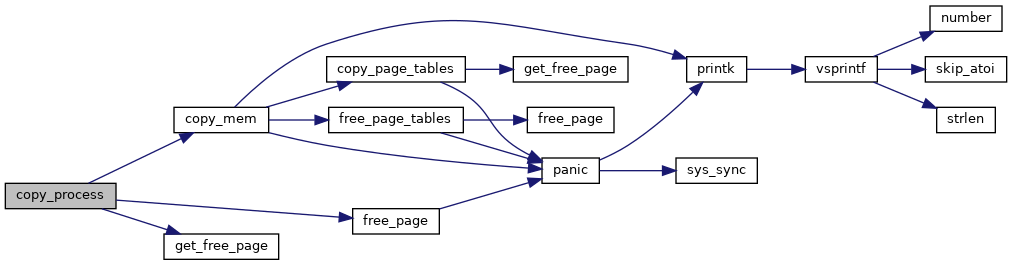 number
printk
vsprintf
skip_atoi
copy_page_tables
get_free_page
copy_mem
free_page_tables
free_page
strlen
panic
sys_sync
copy_process
free_page
get_free_page